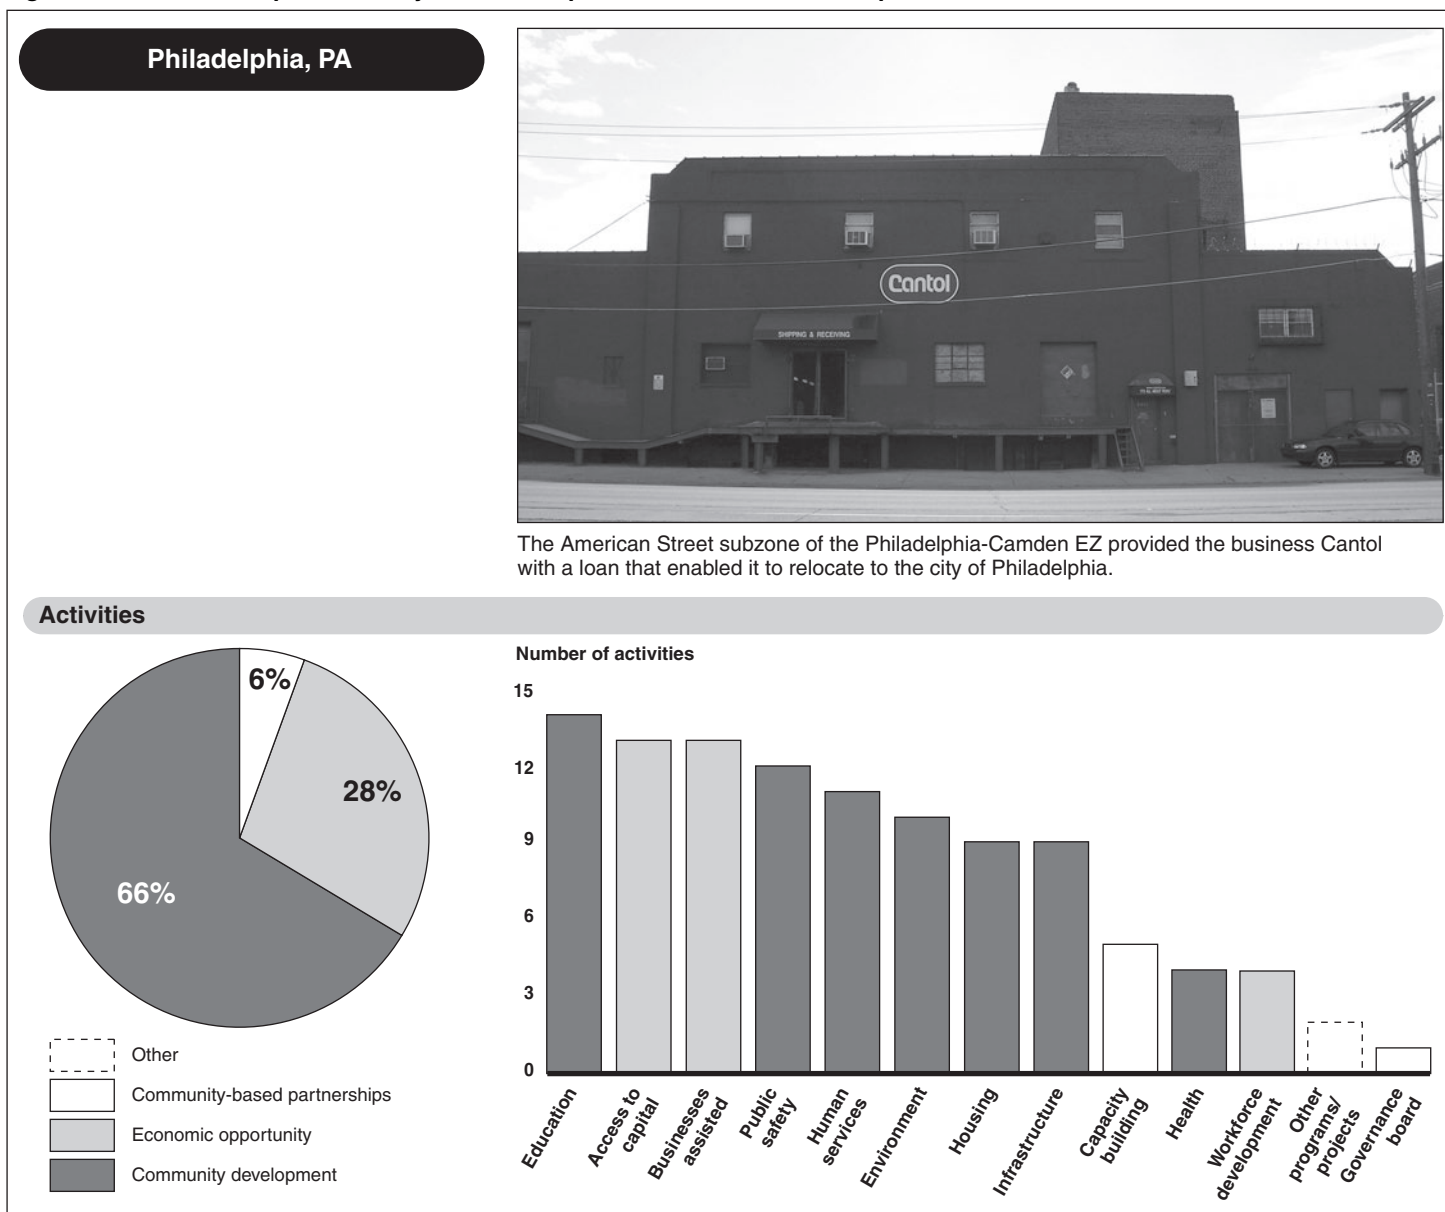 Philadelphia, PA
Cantol
SHIPPING & RECEIVING
The American Street subzone of the Philadelphia-Camden EZ provided the business Cantol
with a loan that enabled it to relocate to the city of Philadelphia.
Activities
6%
28%
66%
Other
Community-based partnerships
Economic opportunity
Community development
Number of activities
15
12
9
6
3
0
Education
Access to
capital
Businesses
assisted
Public
safety
Human
services
Environment
Housing
Infrastructure
Capacity
building
Health
Workforce
development
Other
programs/
projects
Governance
board